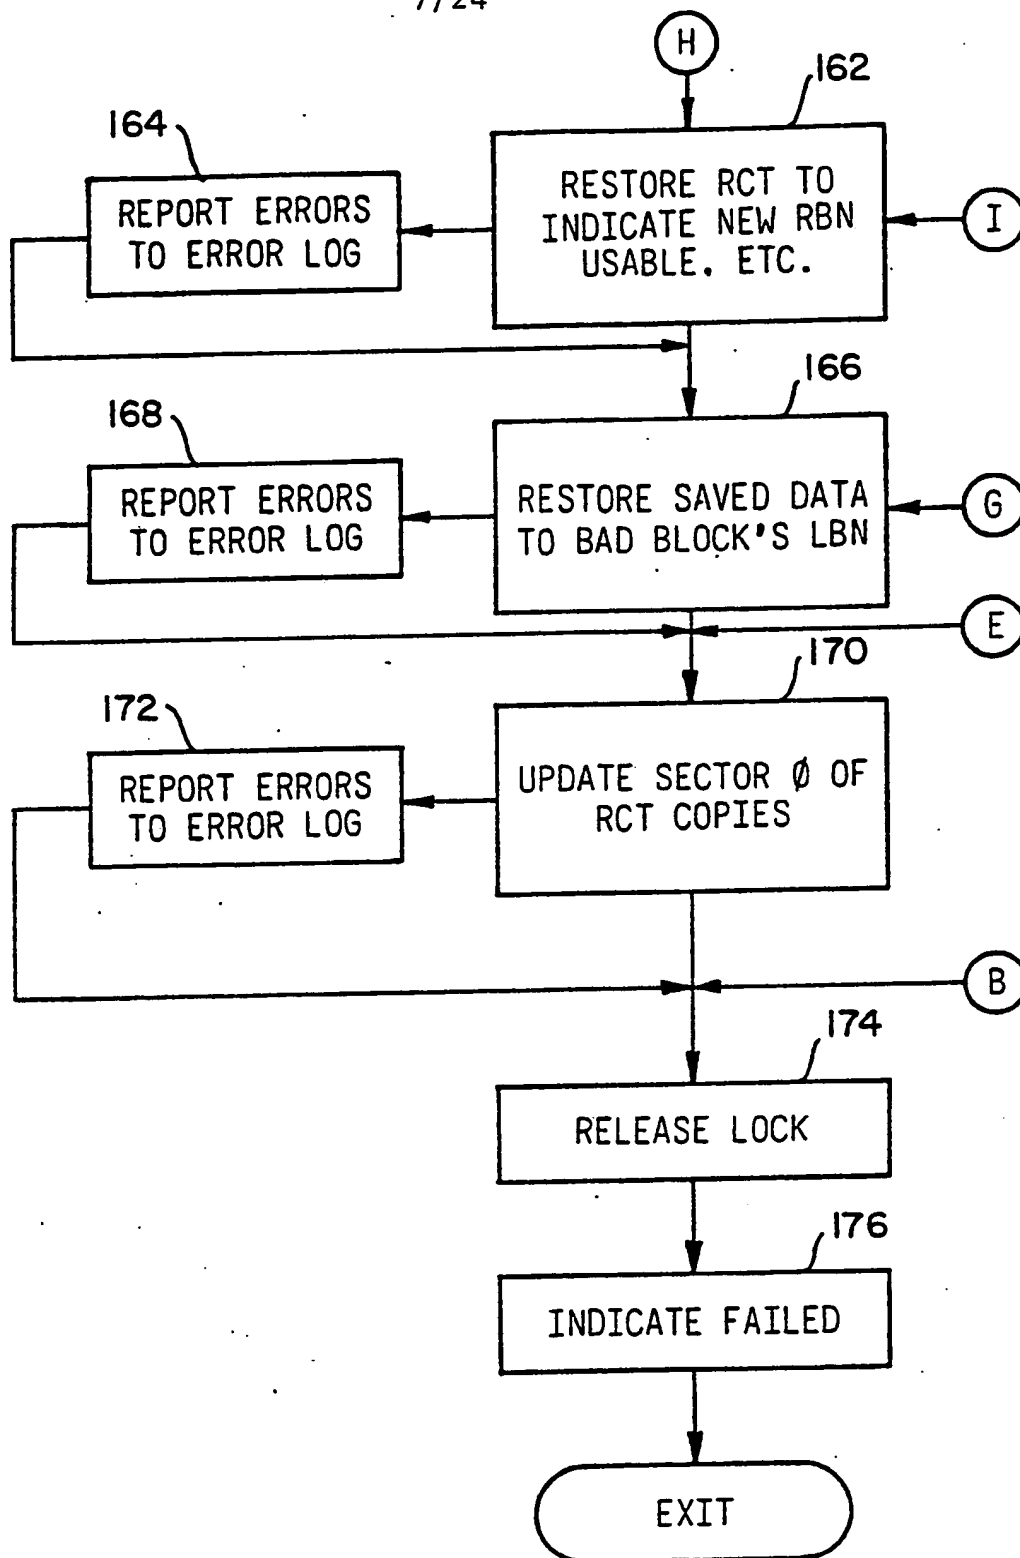 7/24
H
162
164
RESTORE RCT TO
INDICATE NEW RBN
USABLE. ETC.
I
REPORT ERRORS
TO ERROR LOG
166
168
RESTORE SAVED DATA
TO BAD BLOCK'S LBN
G
REPORT ERRORS
TO ERROR LOG
E
170
172
UPDATE SECTOR Ø OF
RCT COPIES
REPORT ERRORS
TO ERROR LOG
B
174
RELEASE LOCK
176
INDICATE FAILED
EXIT